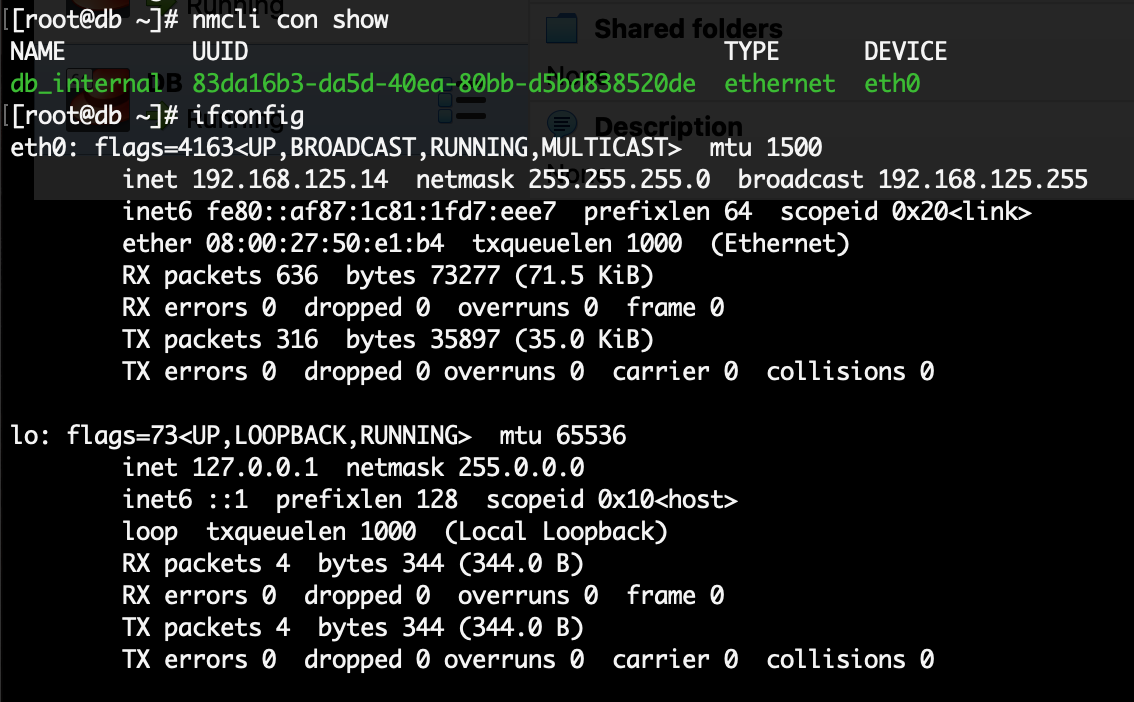 Running
[root@db ~]# nmcli con show
Shared folders
NAME UUID TYPE DEVICE
None
DB
db_internal 83da16b3-da5d-40ea-80bb-d5bd838520de ethernet eth0
Running
[root@db ~]# ifconfig
Description
eth0: flags=4163<UP,BROADCAST,RUNNING,MULTICAST> mtu 1500
None
inet 192.168.125.14 netmask 255.255.255.0 broadcast 192.168.125.255
inet6 fe80::af87:1c81:1fd7:eee7 prefixlen 64 scopeid 0x20<link>
ether 08:00:27:50:e1:b4 txqueuelen 1000 (Ethernet)
RX packets 636 bytes 73277 (71.5 KiB)
RX errors 0 dropped 0 overruns 0 frame 0
TX packets 316 bytes 35897 (35.0 KiB)
TX errors 0 dropped 0 overruns 0 carrier 0 collisions 0
lo: flags=73<UP,LOOPBACK,RUNNING> mtu 65536
inet 127.0.0.1 netmask 255.0.0.0
inet6 ::1 prefixlen 128 scopeid 0x10<host>
loop txqueuelen 1000 (Local Loopback)
RX packets 4 bytes 344 (344.0 B)
RX errors 0 dropped 0 overruns 0 frame 0
TX packets 4 bytes 344 (344.0 B)
TX errors 0 dropped 0 overruns 0 carrier 0 collisions 0